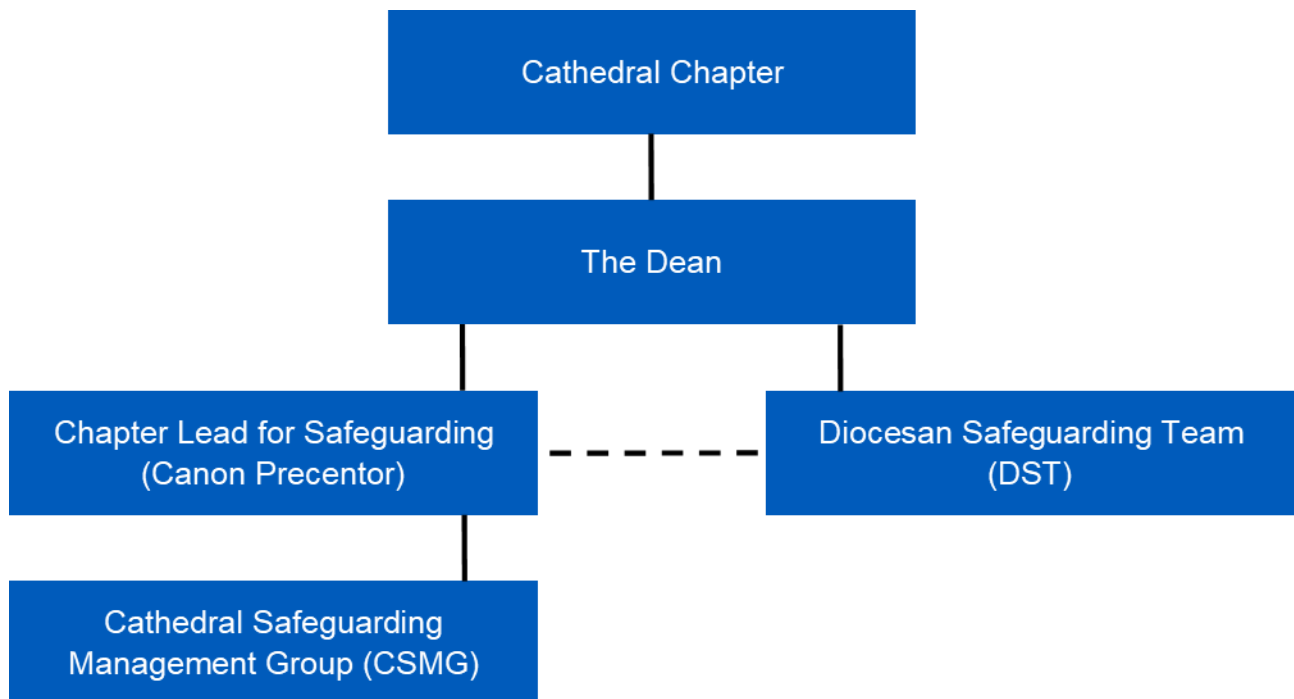 Cathedral Chapter
The Dean
Chapter Lead for Safeguarding
(Canon Precentor)
Diocesan Safeguarding Team
(DST)
Cathedral Safeguarding
Management Group (CSMG)